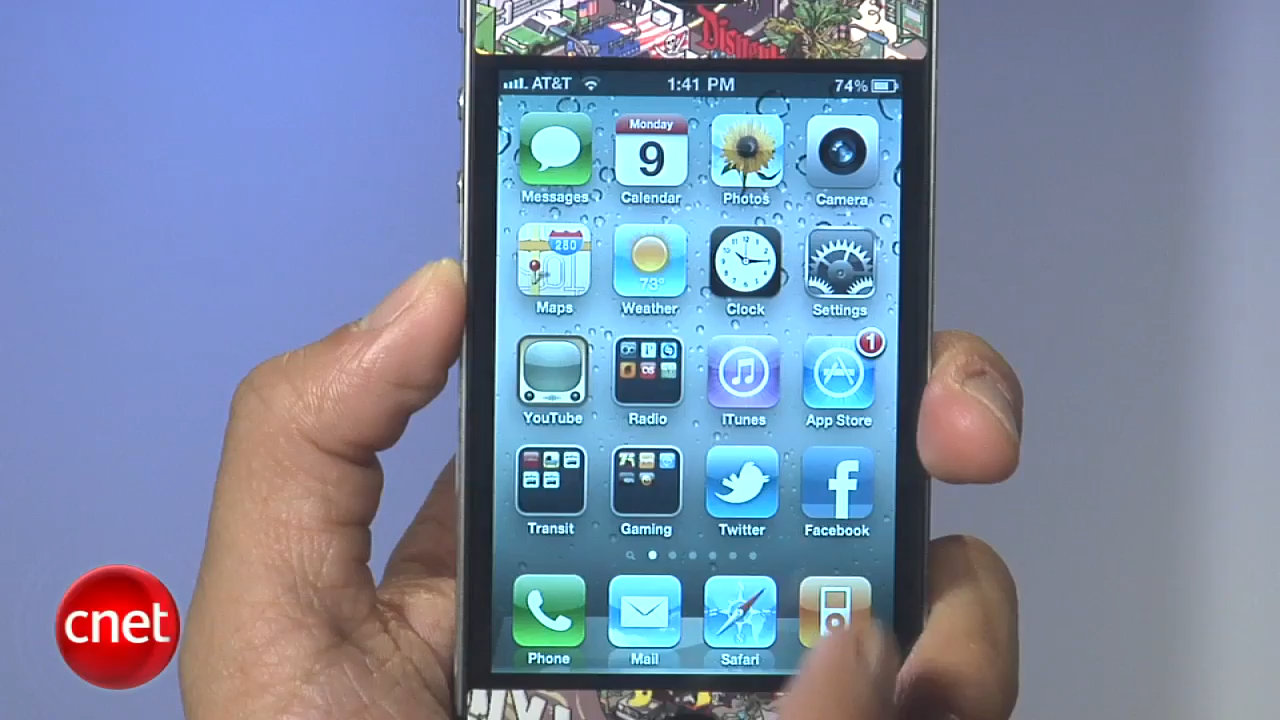 Disney
AT&T 1:41 PM 74%
Monday
9
Messages Calendar Photos Camera
280
73°
Maps Weather Clock Settings
1
YouTube Radio iTunes App Store
Transit Gaming Twitter Facebook
Phone Mail Safari
cnet